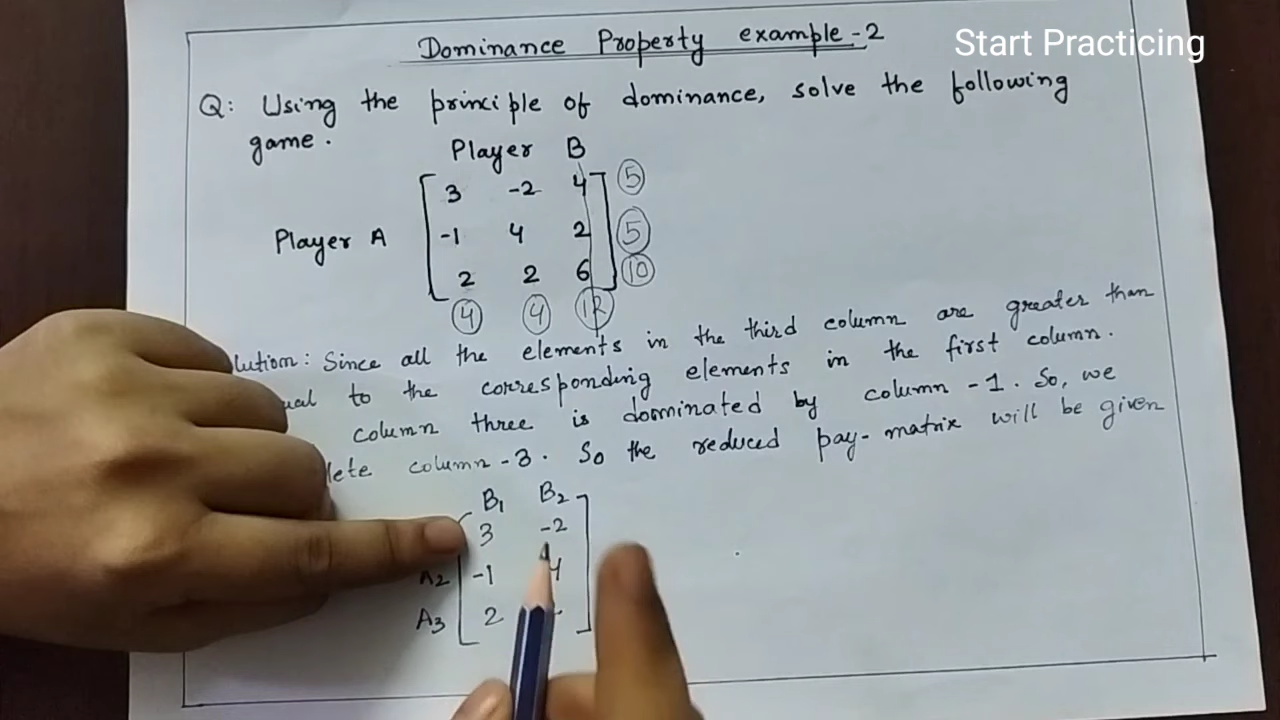 Dominance Property example-2
Start Practicing
Q: Using the principle of dominance, solve the following
game.
Player B
3 -2 4 5
Player A
-1 4 2 5
2 2 6 10
4 4 12
lution: Since all the elements in the third column are greater than
ual to the corresponding elements in the first column.
column three is dominated by column -1. So, we
lete column -3. So the reduced pay-matrix will be given
B1 B2
3 -2
A2 -1 4
A3 2